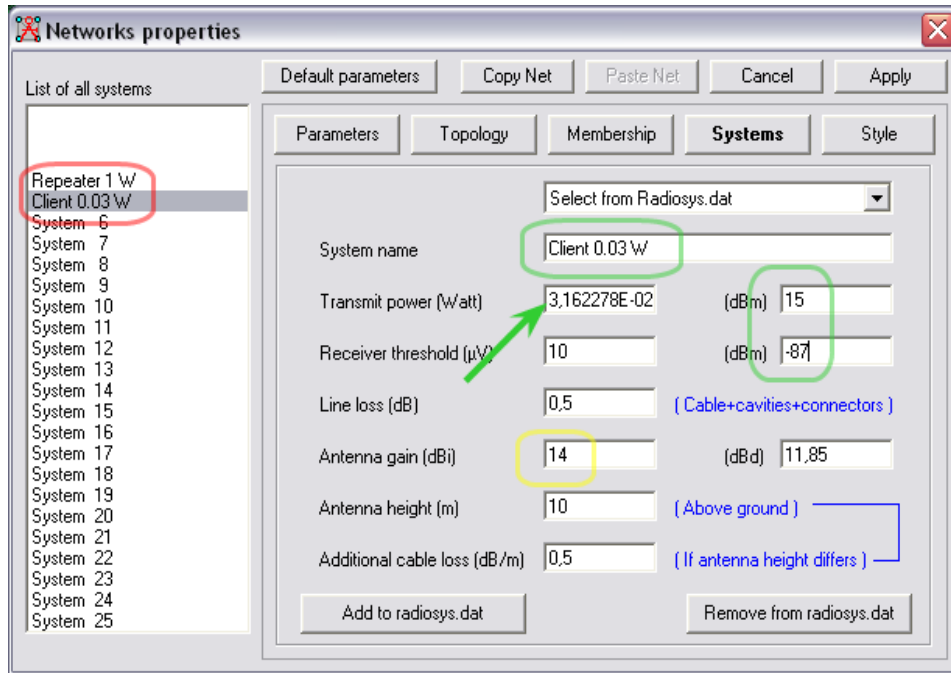 Networks properties
List of all systems
Default parameters
Copy Net
Paste Net
Cancel
Apply
Parameters
Topology
Membership
Systems
Style
Repeater 1 W
Client 0.03 W
System 6
System 7
System 8
System 9
System 10
System 11
System 12
System 13
System 14
System 15
System 16
System 17
System 18
System 19
System 20
System 21
System 22
System 23
System 24
System 25
Select from Radiosys.dat
System name Client 0.03 W
Transmit power (Watt) 3,162278E-02 (dBm) 15
Receiver threshold (µV) 10 (dBm) -87
Line loss (dB) 0,5 ( Cable+cavities+connectors )
Antenna gain (dBi) 14 (dBd) 11,85
Antenna height (m) 10 ( Above ground )
Additional cable loss (dB/m) 0,5 ( If antenna height differs )
Add to radiosys.dat
Remove from radiosys.dat